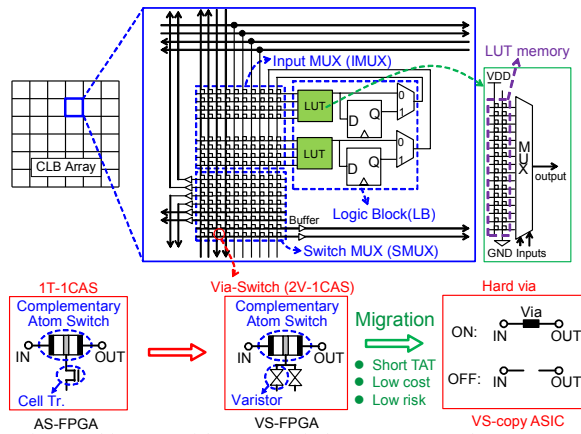 Input MUX (IMUX)
LUT memory
VDD
LUT
0
1
D
Q
CLB Array
LUT
0
1
D
Q
M
U
X
output
Buffer
Logic Block(LB)
Switch MUX (SMUX)
GND
Inputs
1T-1CAS
Via-Switch (2V-1CAS)
Hard via
Complementary
Atom Switch
IN
OUT
Cell Tr.
AS-FPGA
Complementary
Atom Switch
IN
OUT
Varistor
VS-FPGA
Migration
● Short TAT
● Low cost
● Low risk
ON:
Via
IN
OUT
OFF:
IN
OUT
VS-copy ASIC